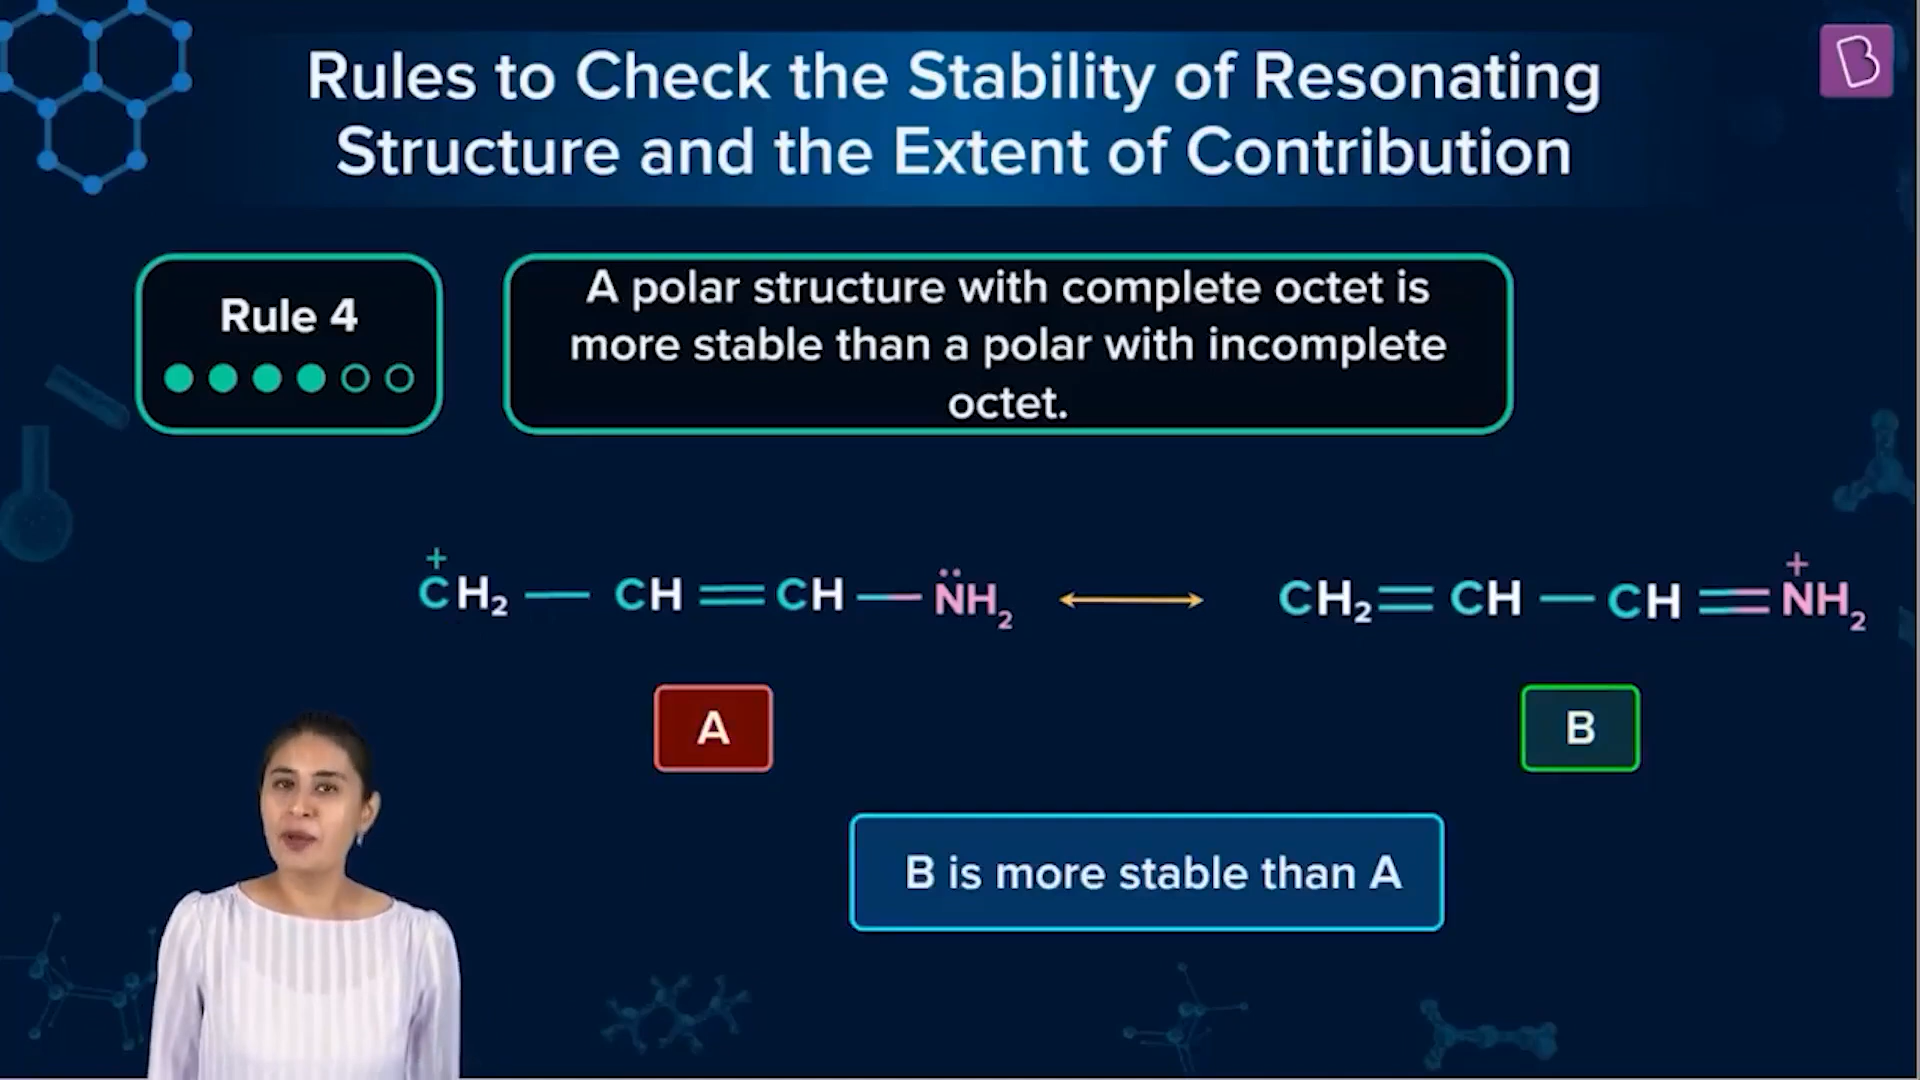 Rules to Check the Stability of Resonating
Structure and the Extent of Contribution
B
Rule 4
A polar structure with complete octet is
more stable than a polar with incomplete
octet.
+
CH₂ — CH ═ CH — N̈H₂ ⟷ CH₂ ═ CH — CH ═ N⁺H₂
A
B
B is more stable than A